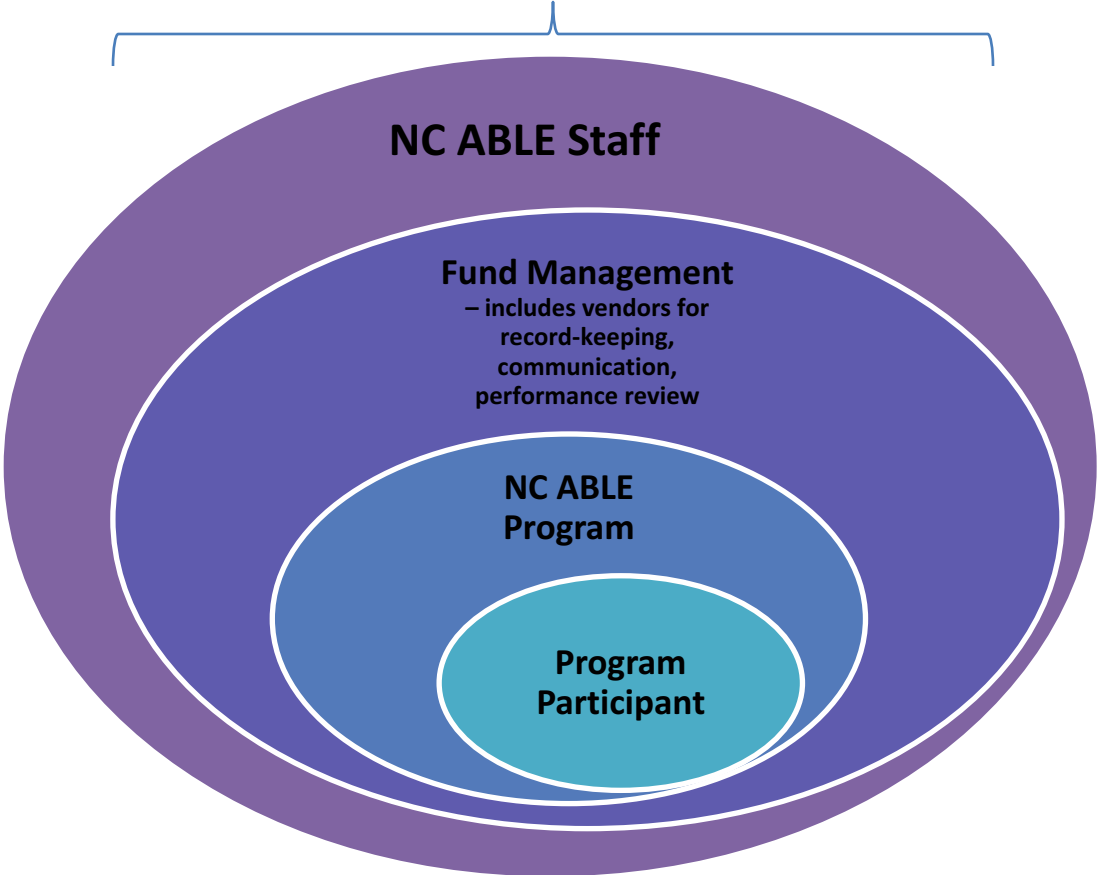 NC ABLE Staff
Fund Management
– includes vendors for
record-keeping,
communication,
performance review
NC ABLE
Program
Program
Participant